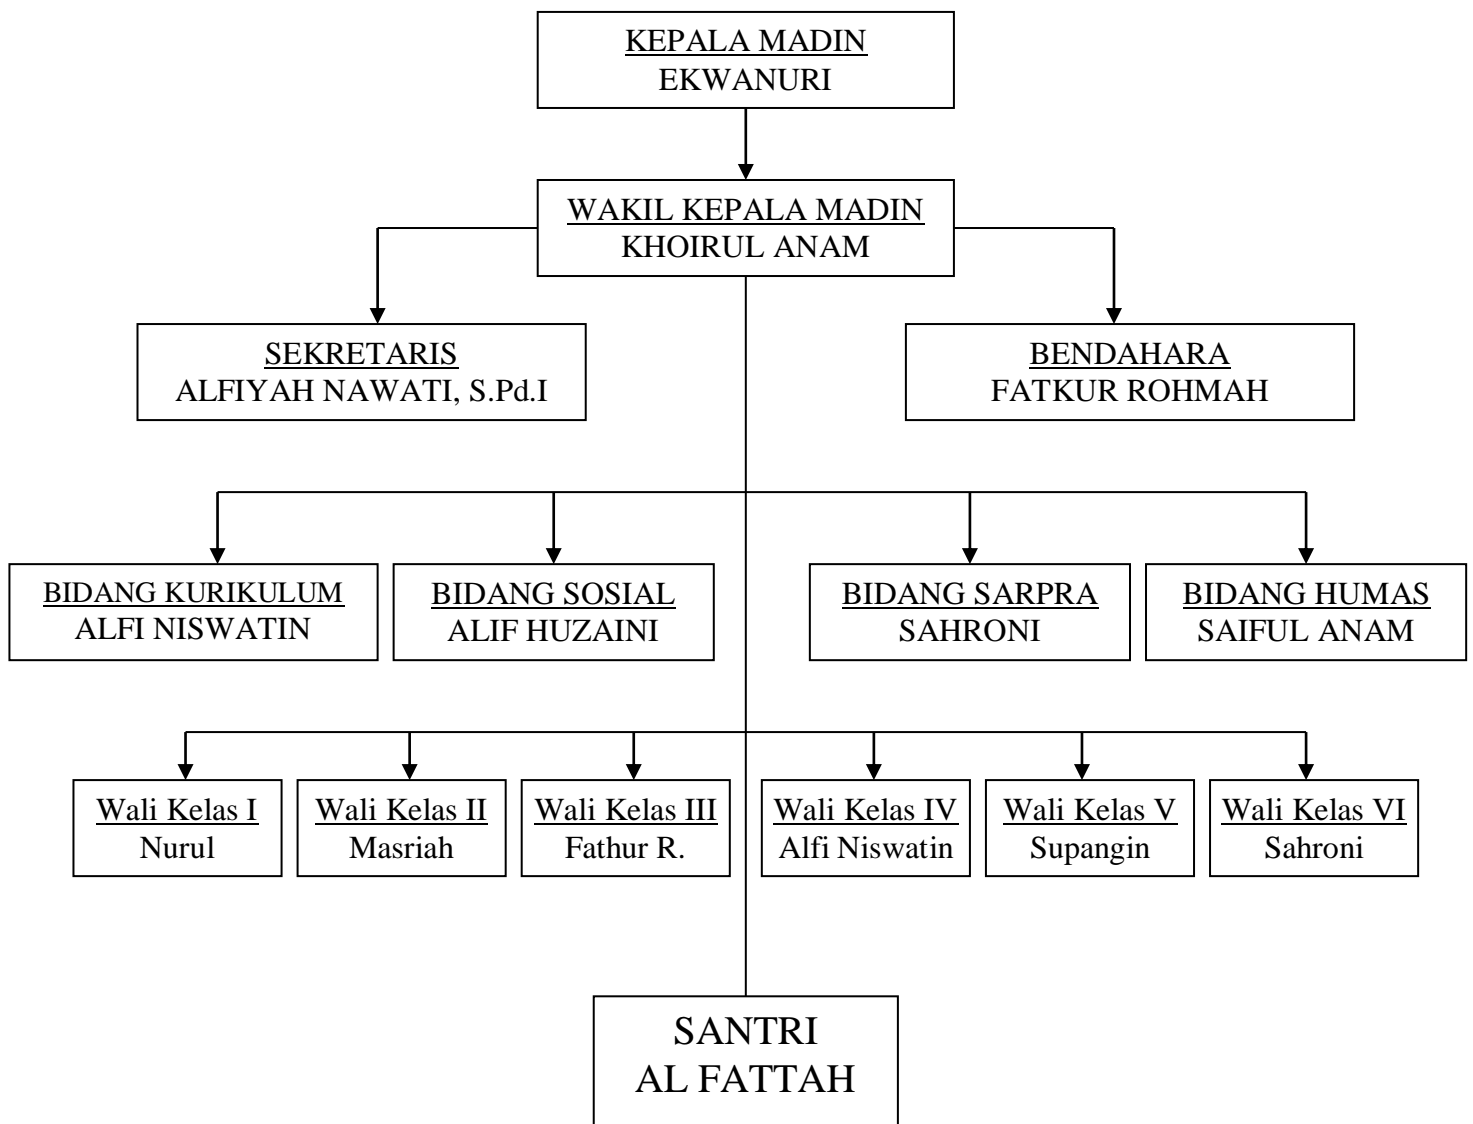 KEPALA MADIN
EKWANURI
WAKIL KEPALA MADIN
KHOIRUL ANAM
SEKRETARIS
ALFIYAH NAWATI, S.Pd.I
BENDAHARA
FATKUR ROHMAH
BIDANG KURIKULUM
ALFI NISWATIN
BIDANG SOSIAL
ALIF HUZAINI
BIDANG SARPRA
SAHRONI
BIDANG HUMAS
SAIFUL ANAM
Wali Kelas I
Nurul
Wali Kelas II
Masriah
Wali Kelas III
Fathur R.
Wali Kelas IV
Alfi Niswatin
Wali Kelas V
Supangin
Wali Kelas VI
Sahroni
SANTRI
AL FATTAH